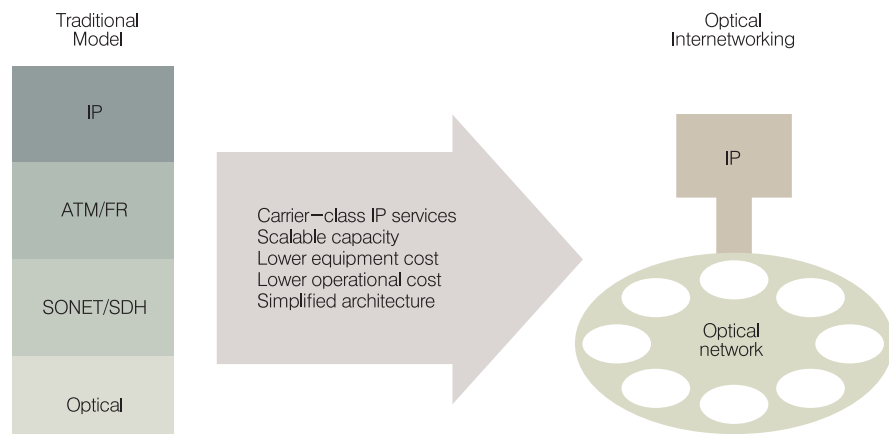 Traditional
Model
IP
ATM/FR
SONET/SDH
Optical
Carrier–class IP services
Scalable capacity
Lower equipment cost
Lower operational cost
Simplified architecture
Optical
Internetworking
IP
Optical
network